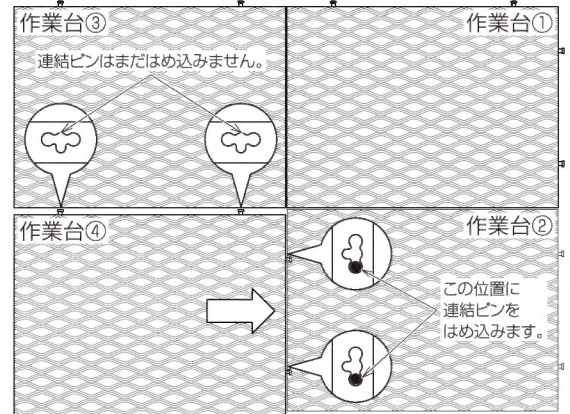 作業台③
作業台①
連結ピンはまだはめ込みません。
作業台④
作業台②
この位置に
連結ピンを
はめ込みます。